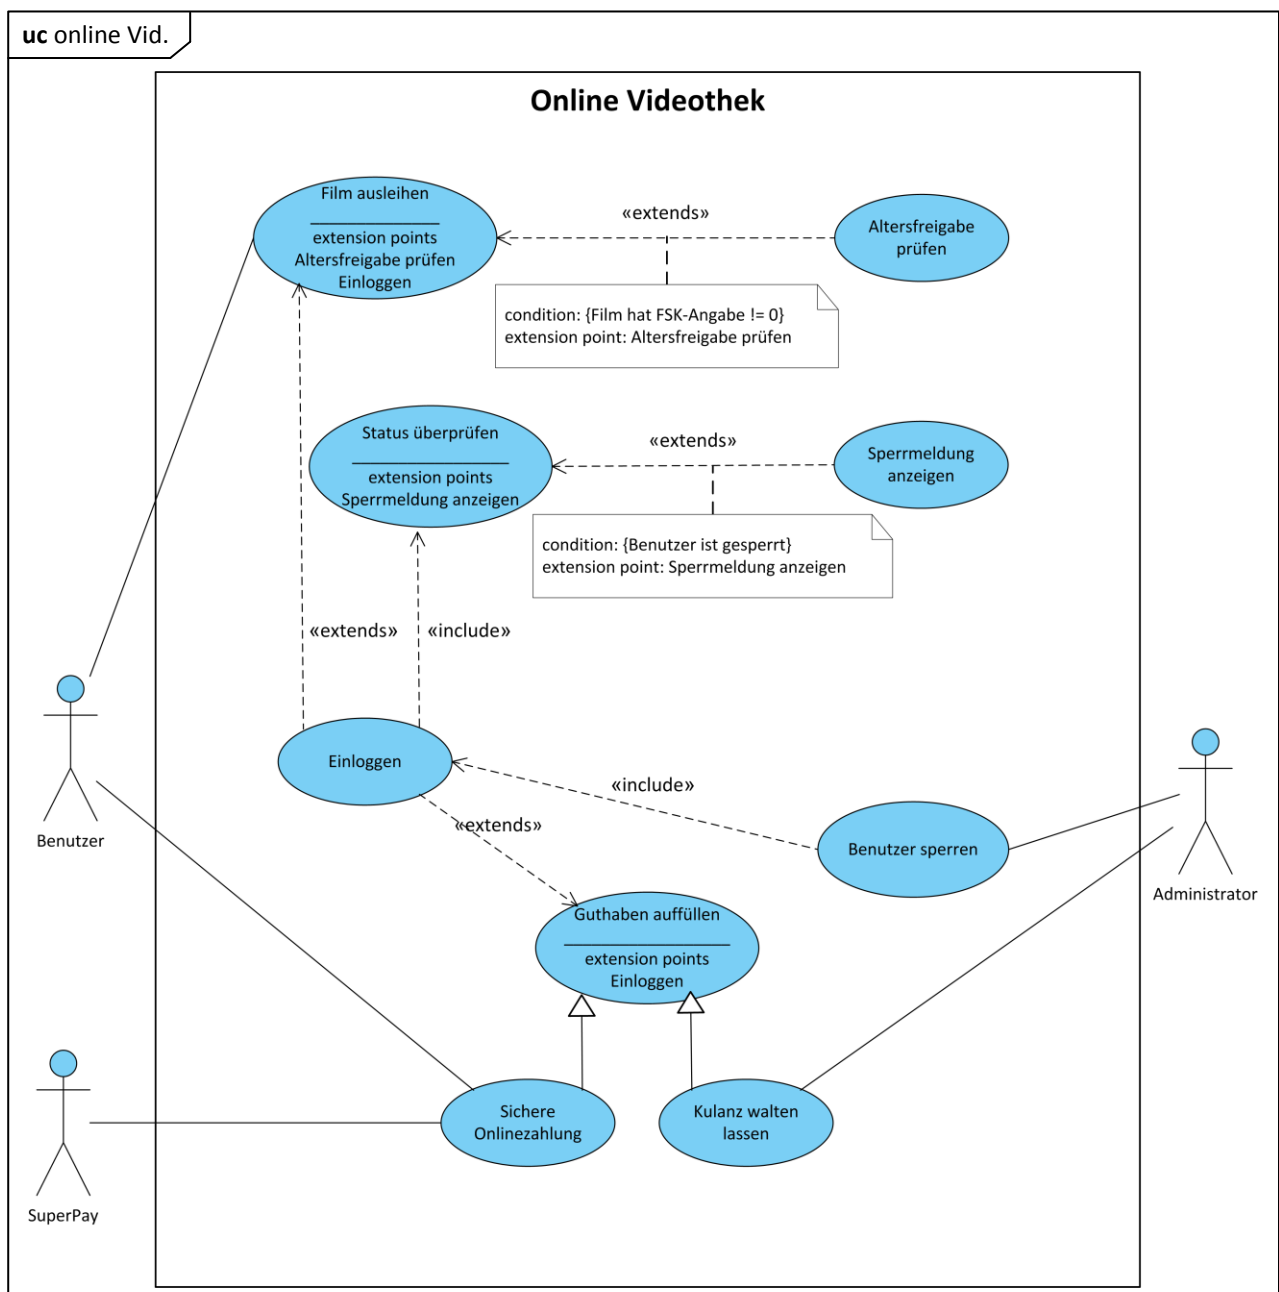 uc online Vid.
Online Videothek
Film ausleihen
extension points
Altersfreigabe prüfen
Einloggen
«extends»
Altersfreigabe
prüfen
condition: {Film hat FSK-Angabe != 0}
extension point: Altersfreigabe prüfen
Status überprüfen
extension points
Sperrmeldung anzeigen
«extends»
Sperrmeldung
anzeigen
condition: {Benutzer ist gesperrt}
extension point: Sperrmeldung anzeigen
«extends»
«include»
Einloggen
«include»
Benutzer
«extends»
Benutzer sperren
Administrator
Guthaben auffüllen
extension points
Einloggen
Sichere
Onlinezahlung
Kulanz walten
lassen
SuperPay